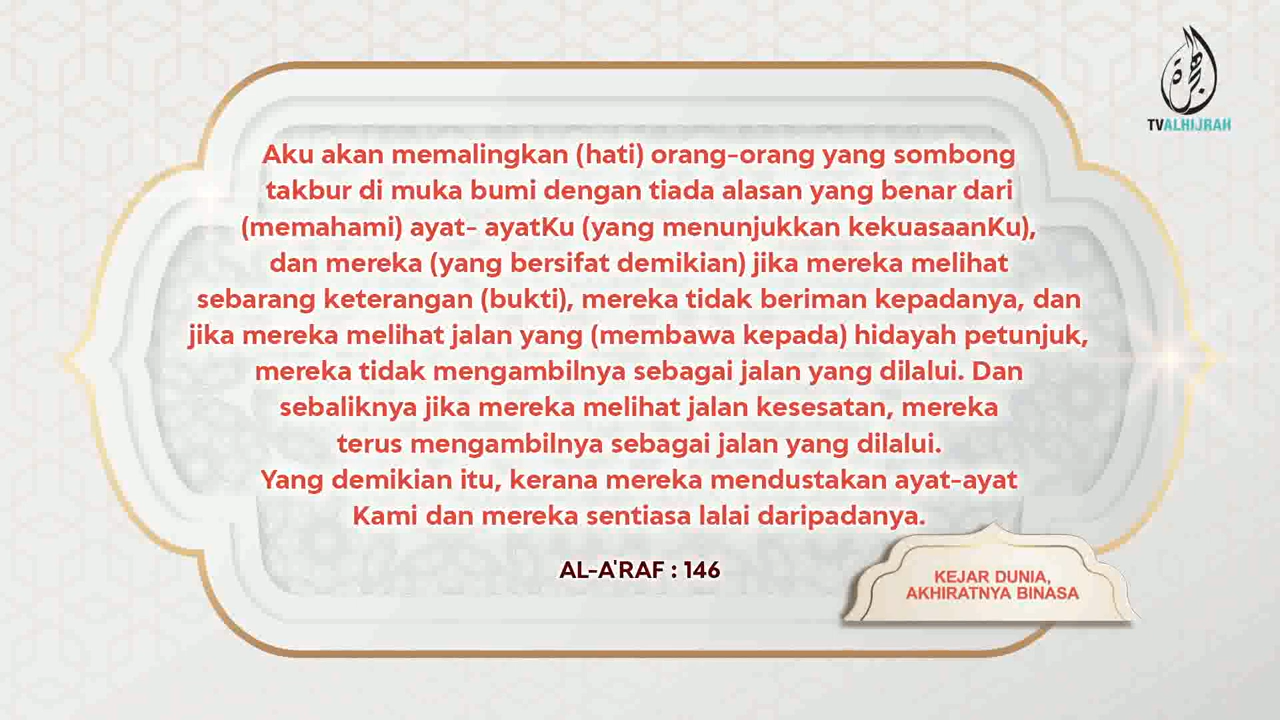 هجرة
TVALHIJRAH
Aku akan memalingkan (hati) orang-orang yang sombong
takbur di muka bumi dengan tiada alasan yang benar dari
(memahami) ayat- ayatKu (yang menunjukkan kekuasaanKu),
dan mereka (yang bersifat demikian) jika mereka melihat
sebarang keterangan (bukti), mereka tidak beriman kepadanya, dan
jika mereka melihat jalan yang (membawa kepada) hidayah petunjuk,
mereka tidak mengambilnya sebagai jalan yang dilalui. Dan
sebaliknya jika mereka melihat jalan kesesatan, mereka
terus mengambilnya sebagai jalan yang dilalui.
Yang demikian itu, kerana mereka mendustakan ayat-ayat
Kami dan mereka sentiasa lalai daripadanya.
AL-A'RAF : 146
KEJAR DUNIA,
AKHIRATNYA BINASA